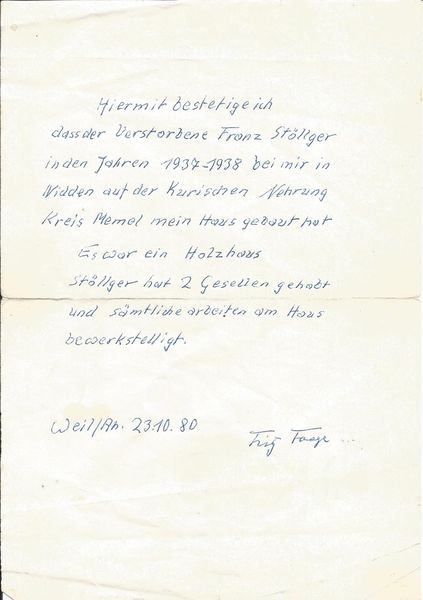 Hiermit bestetige ich
dass der Verstorbene Franz Stöllger
in den Jahren 1937-1938 bei mir in
Nidden auf der Kurischen Nehrung
Kreis Memel mein Haus gebaut hat
Es war ein Holzhaus
Stöllger hat 2 Gesellen gehabt
und sämtliche arbeiten am Haus
bewerkstelligt.
Weil/Rh. 23.10. 80
Fritz